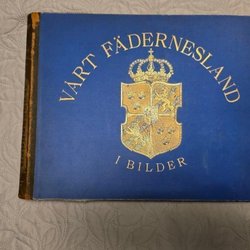 VÅRT FÄDERNESLAND
I BILDER